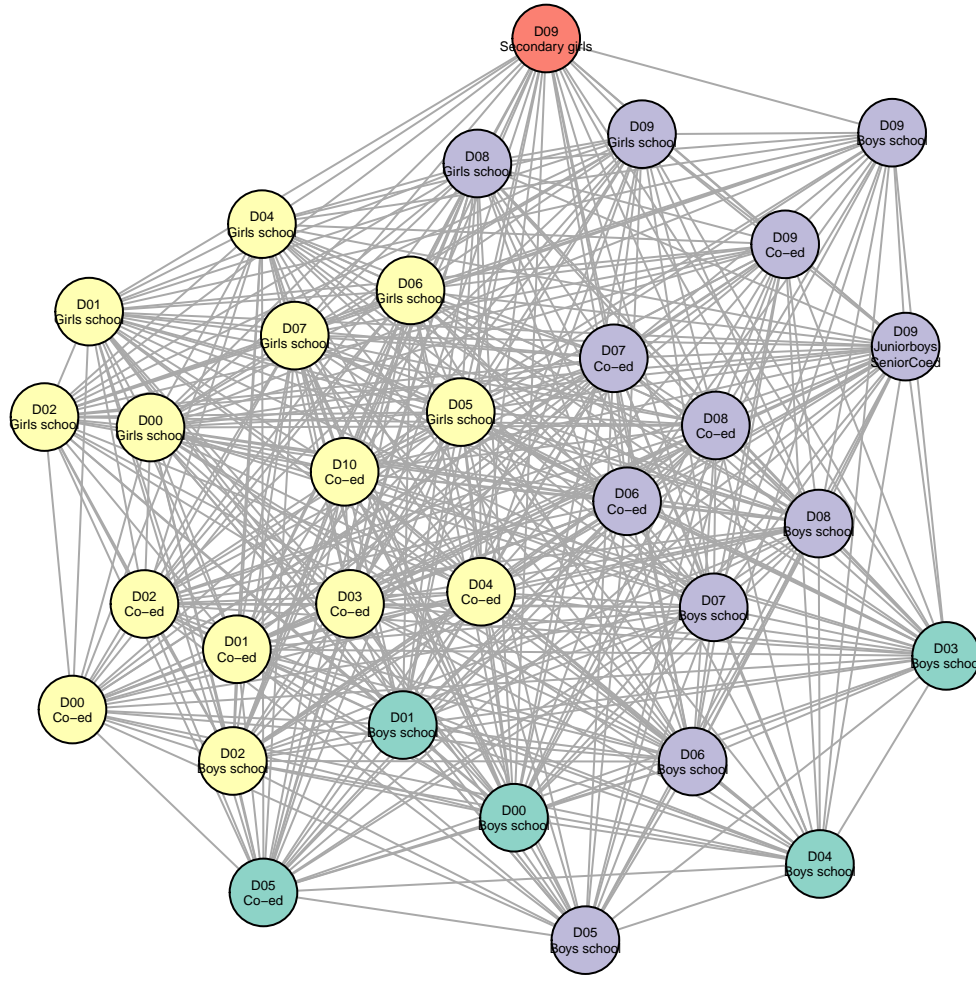 D09
Secondary girls
D09
Girls school
D09
Boys school
D08
Girls school
D04
Girls school
D09
Co−ed
D06
Girls school
D01
Girls school
D07
Girls school
D09
Juniorboys
SeniorCoed
D07
Co−ed
D02
Girls school
D00
Girls school
D05
Girls school
D08
Co−ed
D10
Co−ed
D06
Co−ed
D08
Boys school
D02
Co−ed
D03
Co−ed
D04
Co−ed
D07
Boys school
D01
Co−ed
D03
Boys school
D00
Co−ed
D01
Boys school
D02
Boys school
D06
Boys school
D00
Boys school
D04
Boys school
D05
Co−ed
D05
Boys school